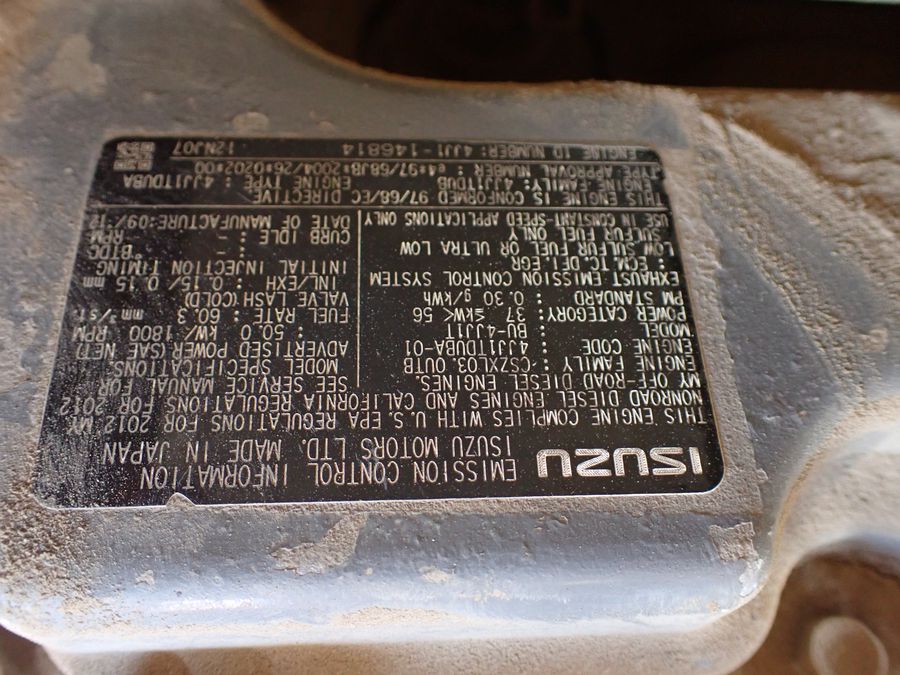 ISUZU EMISSION CONTROL INFORMATION
ISUZU MOTORS LTD. MADE IN JAPAN
THIS ENGINE COMPLIES WITH U.S. EPA REGULATIONS FOR 2012 MY
NONROAD DIESEL ENGINES AND CALIFORNIA REGULATIONS FOR 2012
MY OFF-ROAD DIESEL ENGINES.
ENGINE FAMILY : CSZXL03.0UTB
ENGINE CODE : 4JJ1TDUBA-01
MODEL : BU-4JJ1T
POWER CATEGORY : 37 ≤kW< 56
PM STANDARD : 0.30 g/kWh
EXHAUST EMISSION CONTROL SYSTEM
: ECM, TC, DFI, EGR
LOW SULFUR FUEL OR ULTRA LOW
SULFUR FUEL ONLY
USE IN CONSTANT-SPEED APPLICATIONS ONLY
SEE SERVICE MANUAL FOR
MODEL SPECIFICATIONS.
ADVERTISED POWER (SAE NET)
: 50.0 kW/ 1800 RPM
FUEL RATE : 60.3 mm³/st
VALVE LASH (COLD)
IN./EXH : 0.15/ 0.15 mm
INITIAL INJECTION TIMING
: - °BTDC
CURB IDLE : - RPM
DATE OF MANUFACTURE:09/'12
THIS ENGINE IS CONFORMED 97/68/EC DIRECTIVE
ENGINE-FAMILY: 4JJ1TDUB ENGINE TYPE: 4JJ1TDUBA
TYPE APPROVAL NUMBER: e4*97/68JB*2004/26*0202*00
ENGINE ID NUMBER: 4JJ1-146814 12NJ07